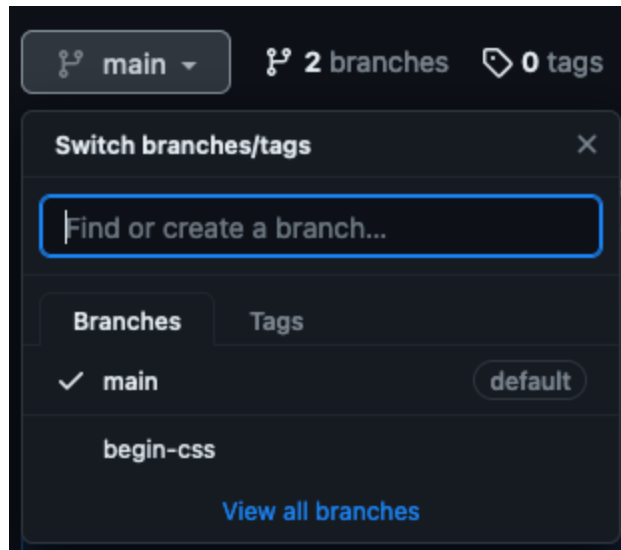 main 2 branches 0 tags
Switch branches/tags
Find or create a branch...
Branches Tags
main default
begin-css
View all branches